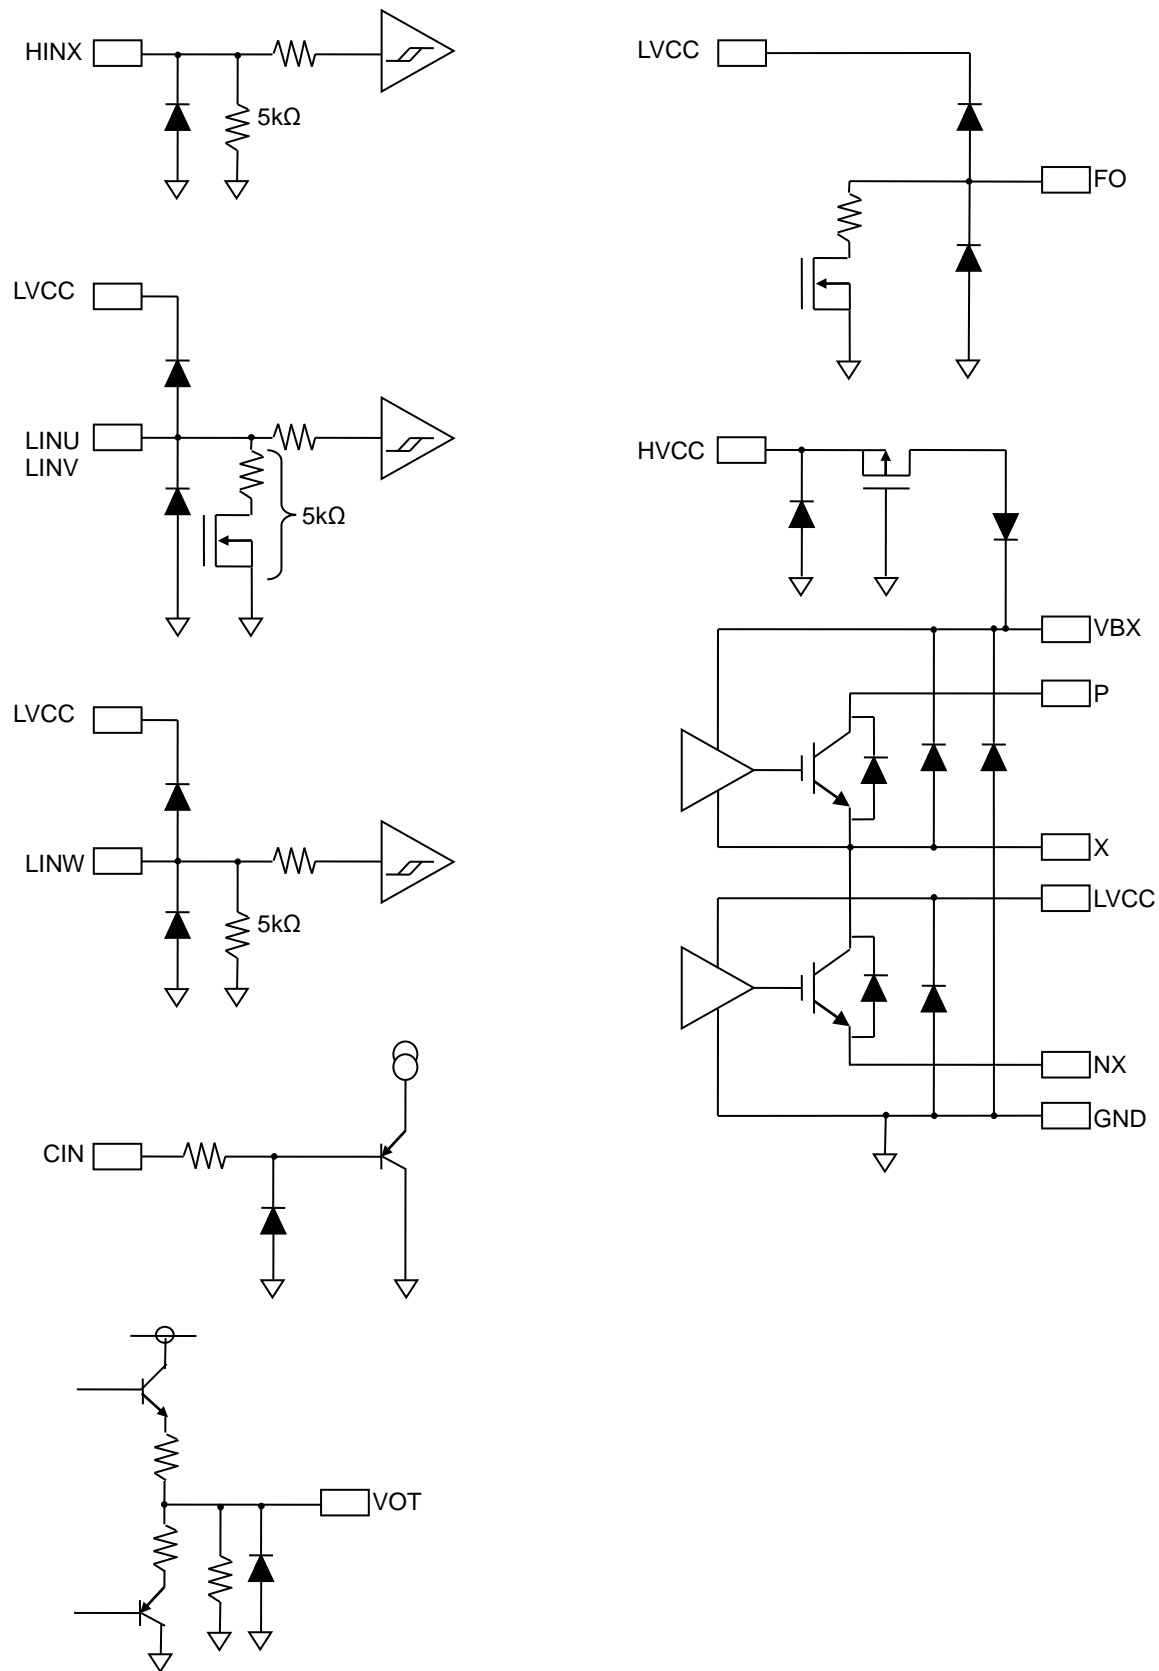 HINX
5kΩ
LVCC
LINU
LINV
5kΩ
LVCC
LINW
5kΩ
CIN
VOT
LVCC
FO
HVCC
VBX
P
X
LVCC
NX
GND